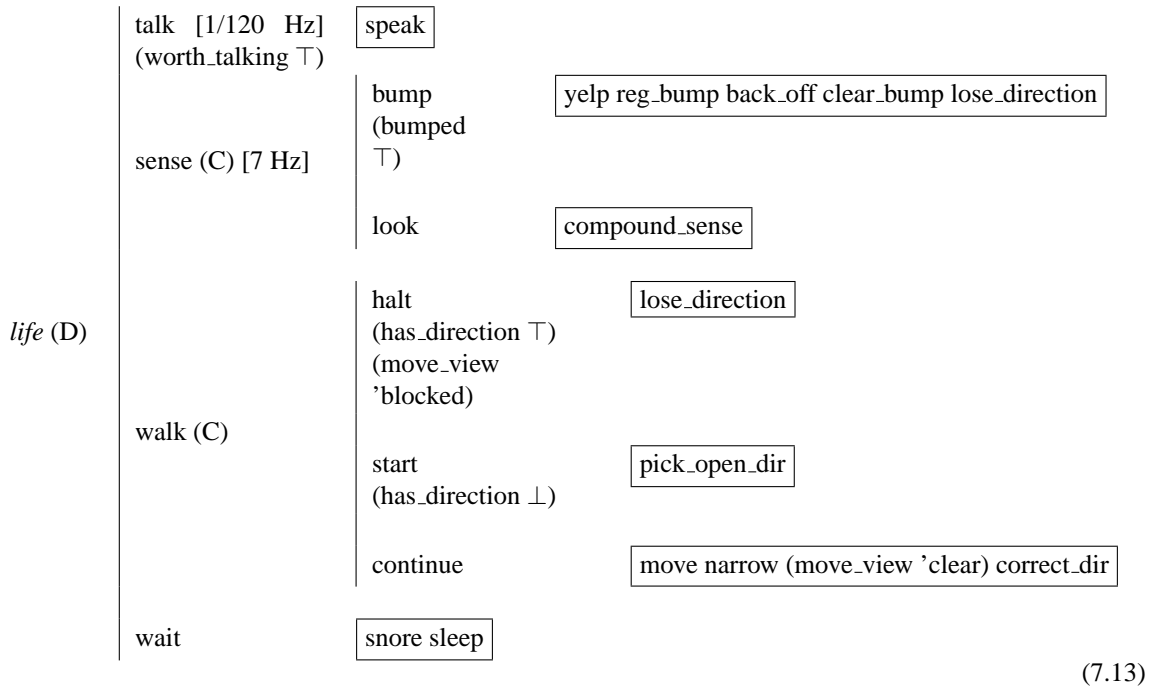 talk [1/120 Hz] speak
(worth_talking ⊤)
bump yelp reg_bump back_off clear_bump lose_direction
(bumped
sense (C) [7 Hz] ⊤)
look compound_sense
halt lose_direction
life (D) (has_direction ⊤)
(move_view
'blocked)
walk (C)
start pick_open_dir
(has_direction ⊥)
continue move narrow (move_view 'clear) correct_dir
wait snore sleep
(7.13)